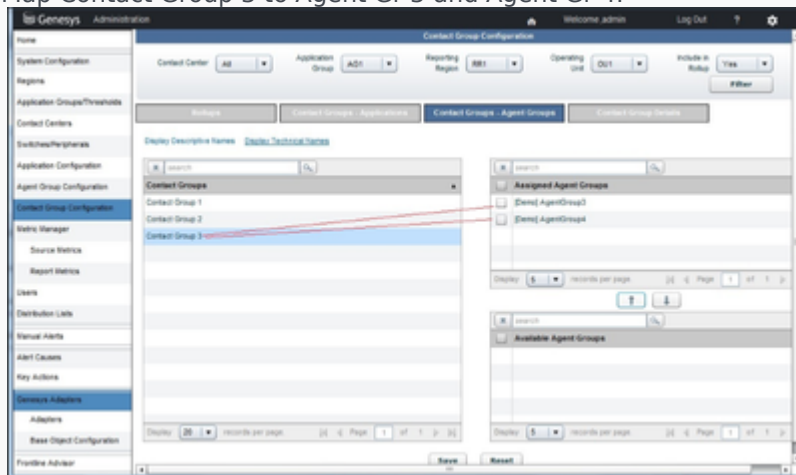 Map Contact Group 3 to Agent GP3 and Agent GP4.
Genesys Administration Welcome admin Log Out ?
Contact Group Configuration
Home
System Configuration
Regions
Application Groups/Thresholds
Contact Centers
Switches/Peripherals
Application Configuration
Agent Group Configuration
Contact Group Configuration
Metric Manager
Source Metrics
Report Metrics
Users
Distribution Lists
Manual Alerts
Alert Causes
Key Actions
Genesys Adapters
Adapters
Base Object Configuration
Frontline Advisor
Contact Center All Application Group AG1 Reporting Region RR1 Operating Unit OU1 Include in Rollup Yes
Filter
Rollups Contact Groups - Applications Contact Groups - Agent Groups Contact Group Details
Display Descriptive Names Display Technical Names
search
Contact Groups
Contact Group 1
Contact Group 2
Contact Group 3
Display 20 records per page Page 1 of 1
search
Assigned Agent Groups
[Demo] AgentGroup3
[Demo] AgentGroup4
Display 5 records per page Page 1 of 1
search
Available Agent Groups
Display 5 records per page Page 1 of 1
Save Reset